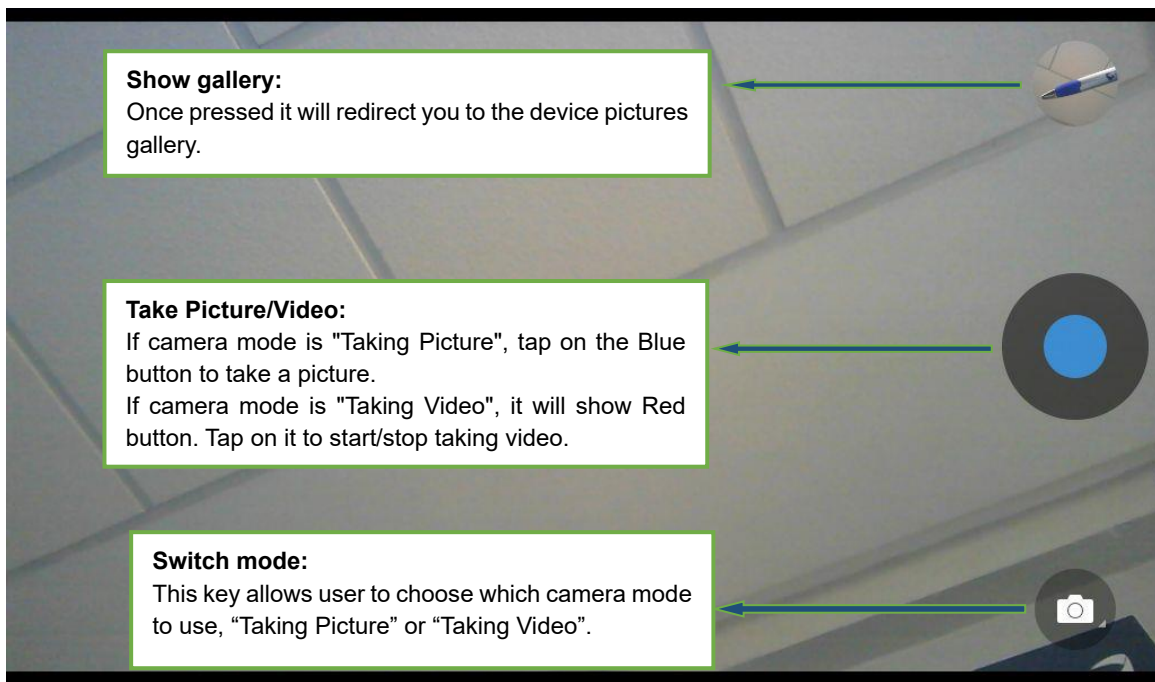 Show gallery:
Once pressed it will redirect you to the device pictures
gallery.
Take Picture/Video:
If camera mode is "Taking Picture", tap on the Blue
button to take a picture.
If camera mode is "Taking Video", it will show Red
button. Tap on it to start/stop taking video.
Switch mode:
This key allows user to choose which camera mode
to use, “Taking Picture” or “Taking Video”.